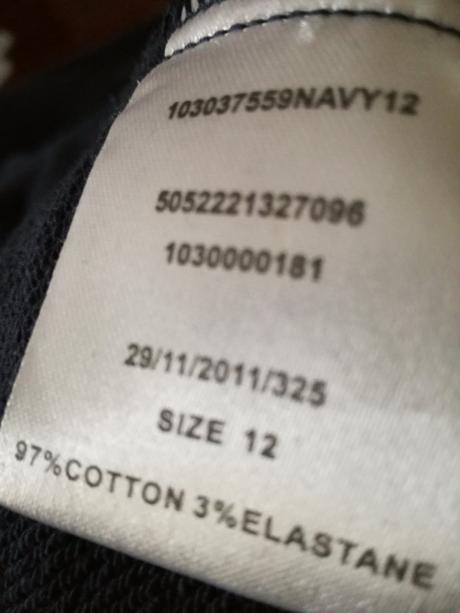 103037559NAVY12
5052221327096
1030000181
29/11/2011/325
SIZE 12
97%COTTON 3%ELASTANE